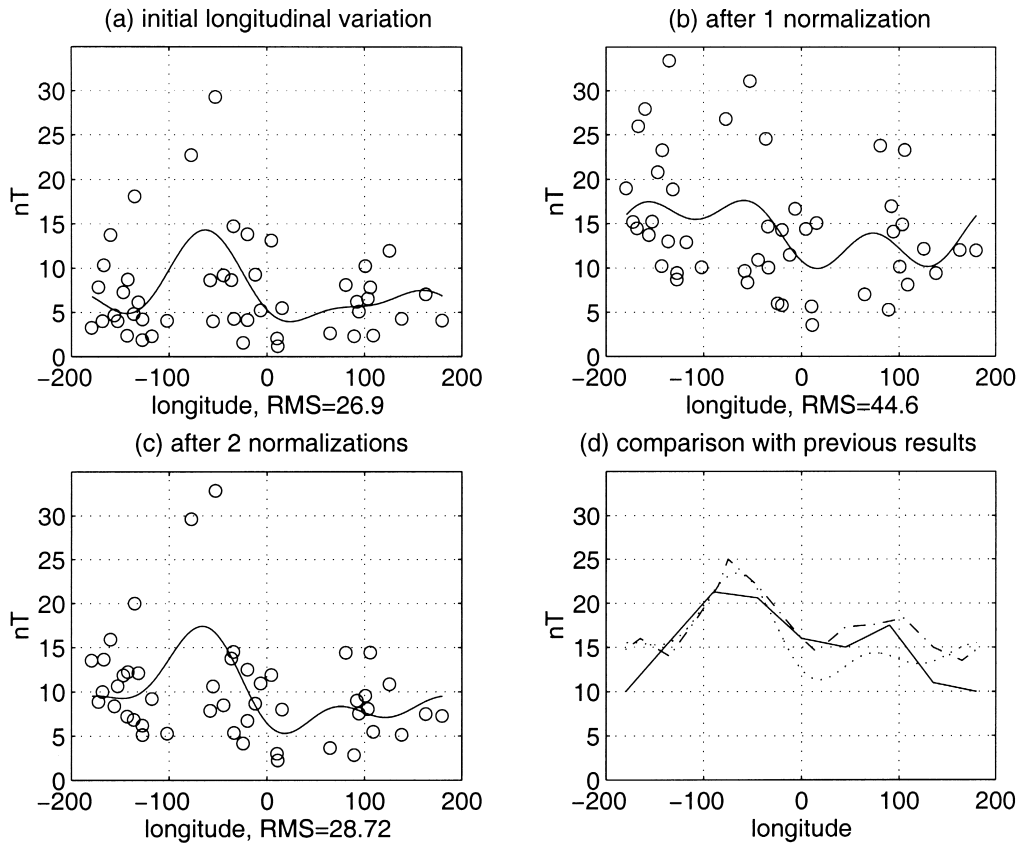 (a) initial longitudinal variation
nT
30
25
20
15
10
5
0
−200 −100 0 100 200
longitude, RMS=26.9
(b) after 1 normalization
nT
30
25
20
15
10
5
0
−200 −100 0 100 200
longitude, RMS=44.6
(c) after 2 normalizations
nT
30
25
20
15
10
5
0
−200 −100 0 100 200
longitude, RMS=28.72
(d) comparison with previous results
nT
30
25
20
15
10
5
0
−200 −100 0 100 200
longitude